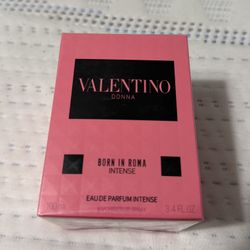 VALENTINO
DONNA
BORN IN ROMA
INTENSE
EAU DE PARFUM INTENSE
100ml
3.4 FL.OZ